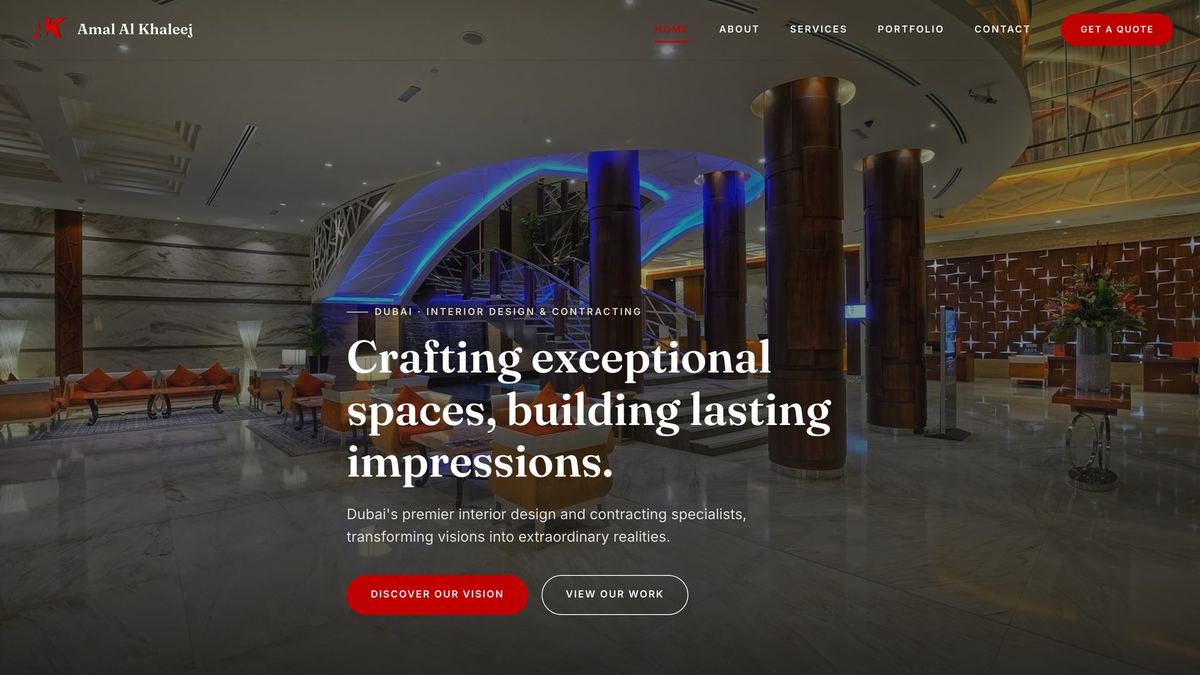 Amal Al Khaleej
HOME
ABOUT
SERVICES
PORTFOLIO
CONTACT
GET A QUOTE
DUBAI · INTERIOR DESIGN & CONTRACTING
Crafting exceptional
spaces, building lasting
impressions.
Dubai's premier interior design and contracting specialists,
transforming visions into extraordinary realities.
DISCOVER OUR VISION
VIEW OUR WORK